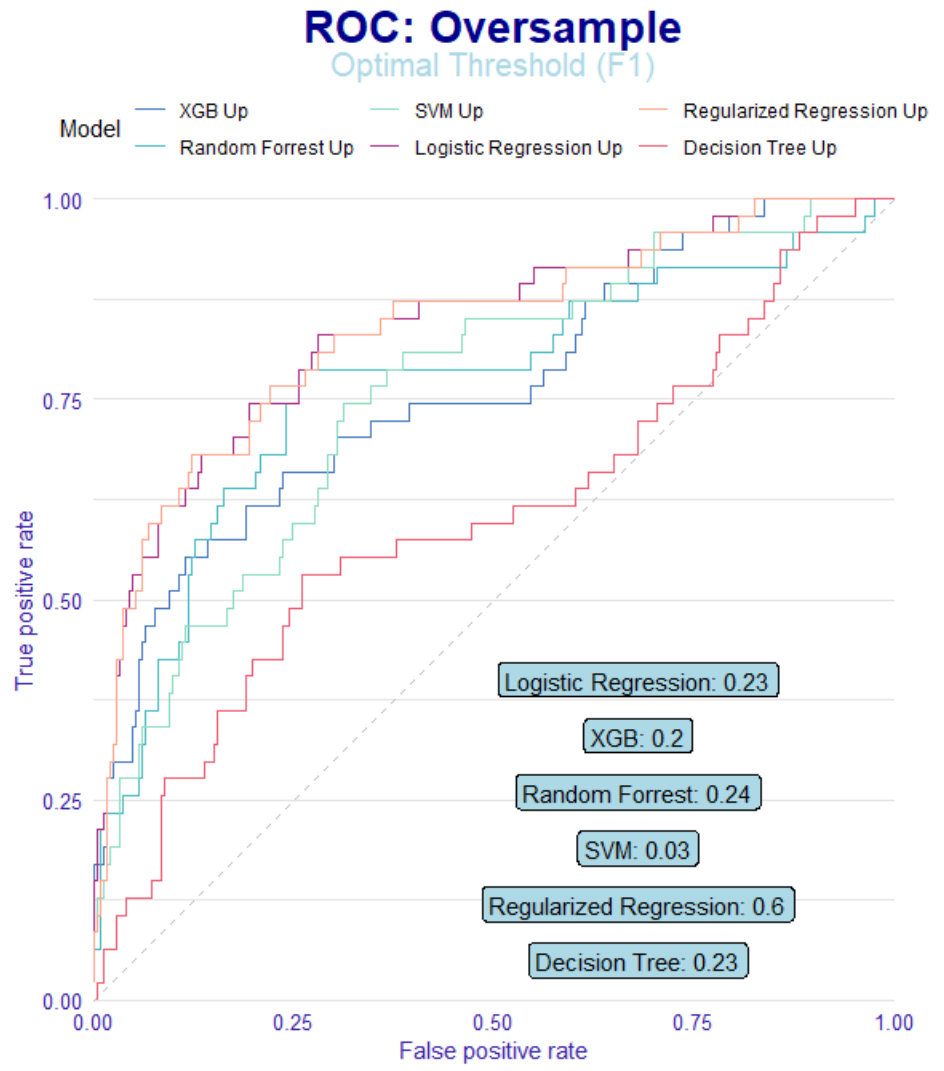 ROC: Oversample
Optimal Threshold (F1)
Model
XGB Up
SVM Up
Regularized Regression Up
Random Forrest Up
Logistic Regression Up
Decision Tree Up
1.00
0.75
0.50
0.25
0.00
True positive rate
Logistic Regression: 0.23
XGB: 0.2
Random Forrest: 0.24
SVM: 0.03
Regularized Regression: 0.6
Decision Tree: 0.23
0.00 0.25 0.50 0.75 1.00
False positive rate